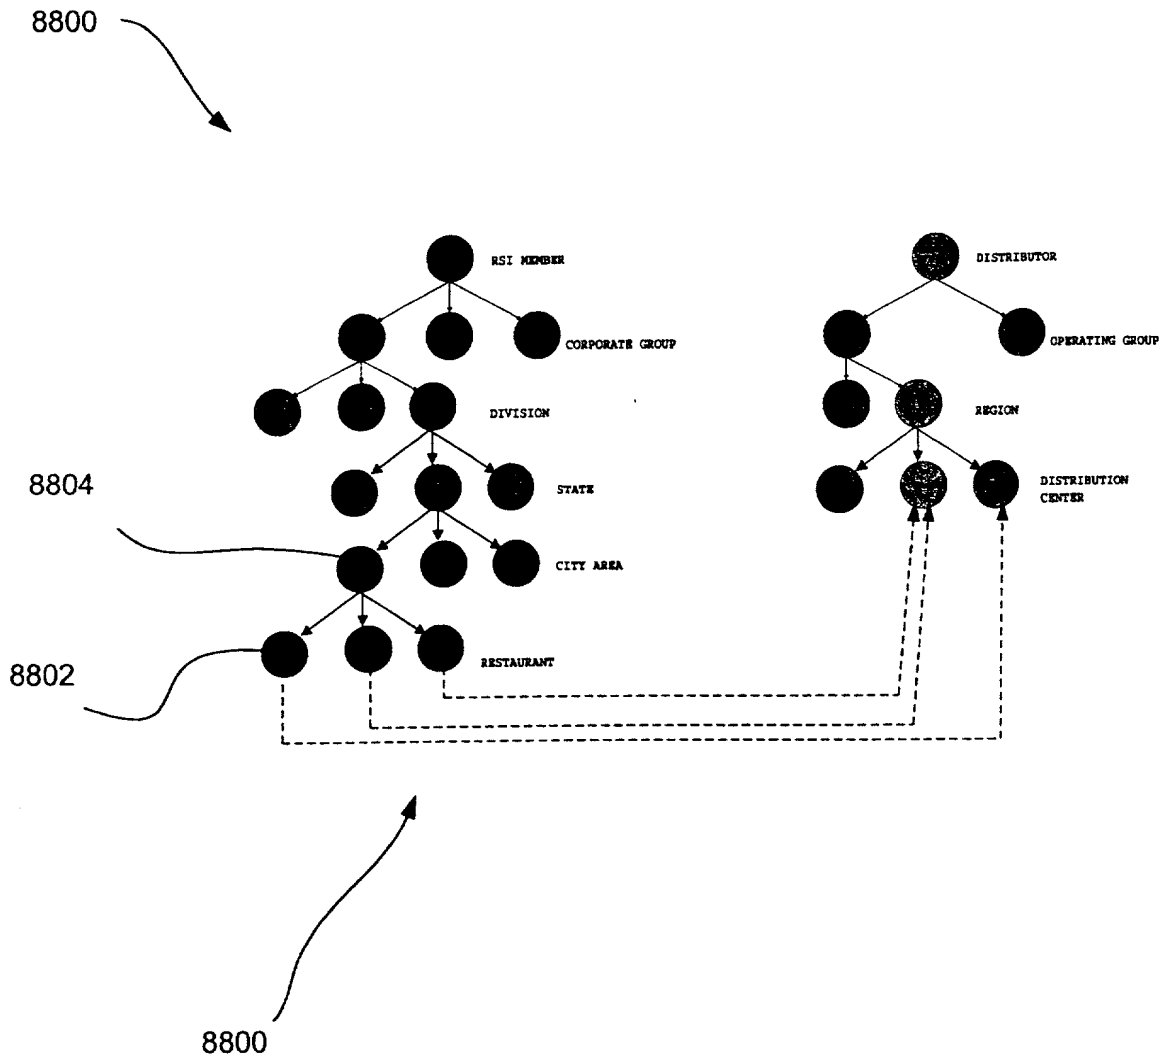 8800
RSI MEMBER
DISTRIBUTOR
CORPORATE GROUP
OPERATING GROUP
DIVISION
REGION
8804
STATE
DISTRIBUTION
CENTER
CITY AREA
8802
RESTAURANT
8800